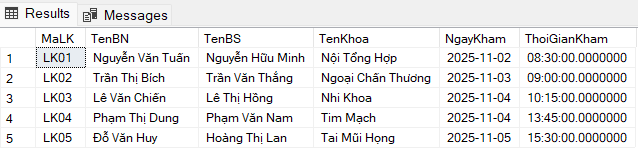 Results Messages
MaLK TenBN TenBS TenKhoa NgayKham ThoiGianKham
1 LK01 Nguyễn Văn Tuấn Nguyễn Hữu Minh Nội Tổng Hợp 2025-11-02 08:30:00.0000000
2 LK02 Trần Thị Bích Trần Văn Thắng Ngoại Chấn Thương 2025-11-03 09:00:00.0000000
3 LK03 Lê Văn Chiến Lê Thị Hồng Nhi Khoa 2025-11-04 10:15:00.0000000
4 LK04 Phạm Thị Dung Phạm Văn Nam Tim Mạch 2025-11-04 13:45:00.0000000
5 LK05 Đỗ Văn Huy Hoàng Thị Lan Tai Mũi Họng 2025-11-05 15:30:00.0000000